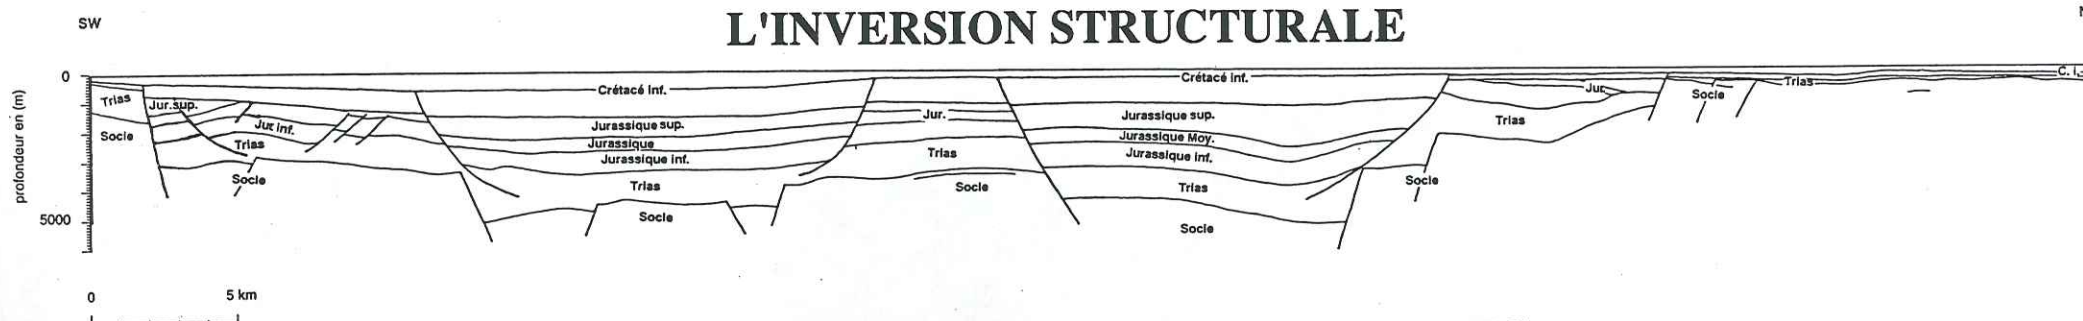 L'INVERSION STRUCTURALE
SW
0
profondeur en (m)
5000
Trias
Socle
Jur.sup.
Jur inf.
Trias
Socle
Crétacé inf.
Jurassique sup.
Jurassique
Jurassique inf.
Trias
Socle
Jur.
Trias
Socle
Crétacé inf.
Jurassique sup.
Jurassique Moy.
Jurassique inf.
Trias
Socle
Jur.
Trias
Socle
Socle
Trias
C. i.
0
5 km